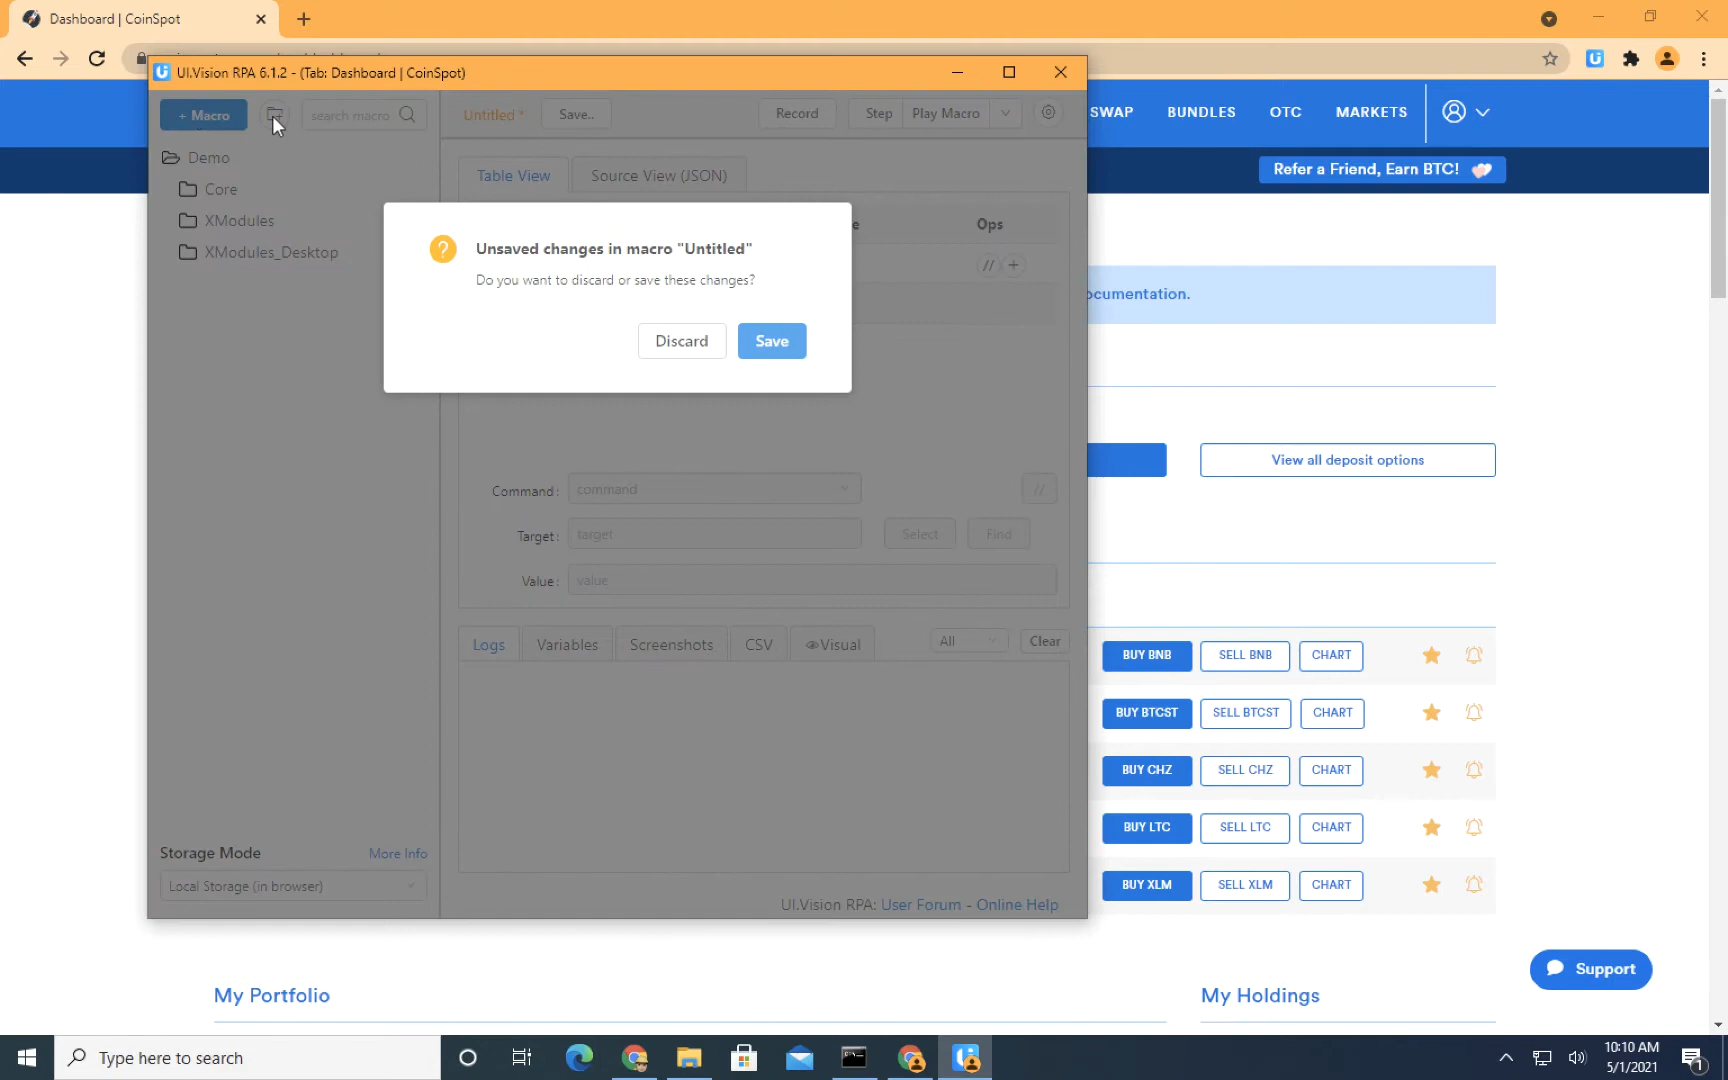 Dashboard | CoinSpot
UI.Vision RPA 6.1.2 - (Tab: Dashboard | CoinSpot)
+ Macro
search macro
Untitled *
Save..
Record
Step
Play Macro
SWAP
BUNDLES
OTC
MARKETS
Refer a Friend, Earn BTC!
Demo
Core
XModules
XModules_Desktop
Table View
Source View (JSON)
Ops
//
+
Unsaved changes in macro "Untitled"
Do you want to discard or save these changes?
Discard
Save
ocumentation.
View all deposit options
Command:
command
//
Target:
target
Select
Find
Value:
value
Logs
Variables
Screenshots
CSV
Visual
All
Clear
BUY BNB
SELL BNB
CHART
BUY BTCST
SELL BTCST
CHART
BUY CHZ
SELL CHZ
CHART
BUY LTC
SELL LTC
CHART
BUY XLM
SELL XLM
CHART
Storage Mode
More Info
Local Storage (in browser)
UI.Vision RPA: User Forum - Online Help
Support
My Portfolio
My Holdings
Type here to search
10:10 AM
5/1/2021
1